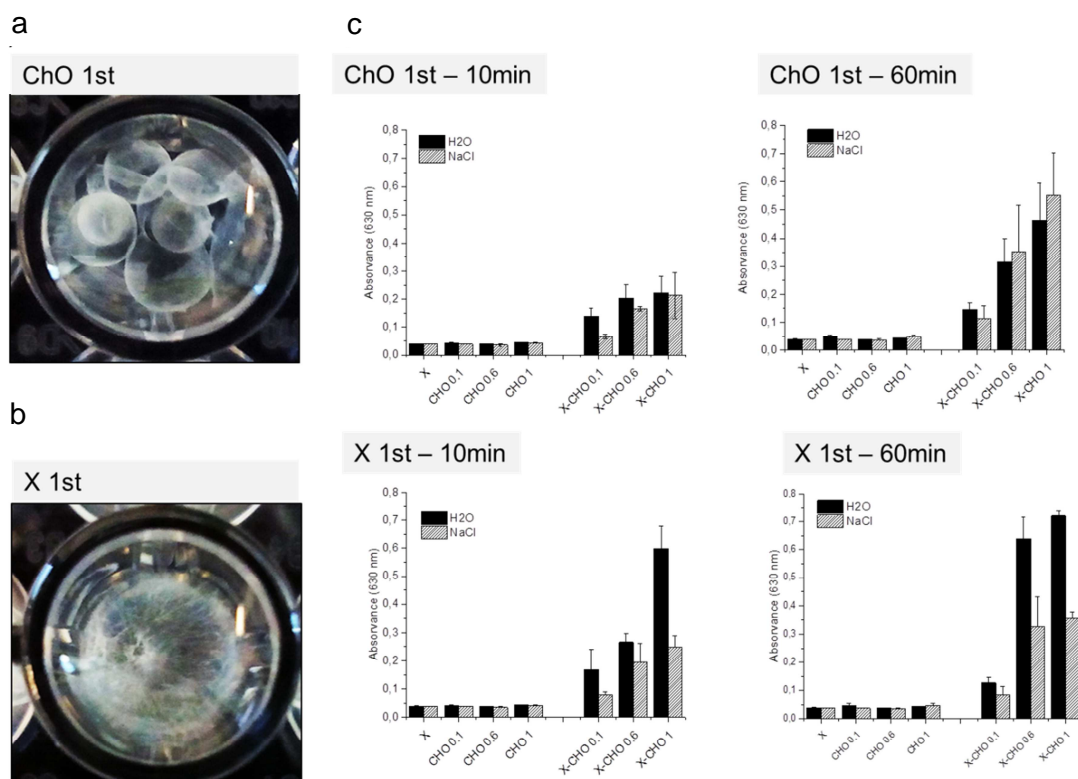 a
ChO 1st
c
ChO 1st – 10min
Absorvance (630 nm)
0,8
0,7
0,6
0,5
0,4
0,3
0,2
0,1
0,0
H2O
NaCl
X
CHO 0.1
CHO 0.6
CHO 1
X-CHO 0.1
X-CHO 0.6
X-CHO 1
ChO 1st – 60min
Absorvance (630 nm)
0,8
0,7
0,6
0,5
0,4
0,3
0,2
0,1
0,0
H2O
NaCl
X
CHO 0.1
CHO 0.6
CHO 1
X-CHO 0.1
X-CHO 0.6
X-CHO 1
b
X 1st
X 1st – 10min
Absorvance (630 nm)
0,8
0,7
0,6
0,5
0,4
0,3
0,2
0,1
0,0
H2O
NaCl
X
CHO 0.1
CHO 0.6
CHO 1
X-CHO 0.1
X-CHO 0.6
X-CHO 1
X 1st – 60min
Absorvance (630 nm)
0,8
0,7
0,6
0,5
0,4
0,3
0,2
0,1
0,0
H2O
NaCl
X
CHO 0.1
CHO 0.6
CHO 1
X-CHO 0.1
X-CHO 0.6
X-CHO 1